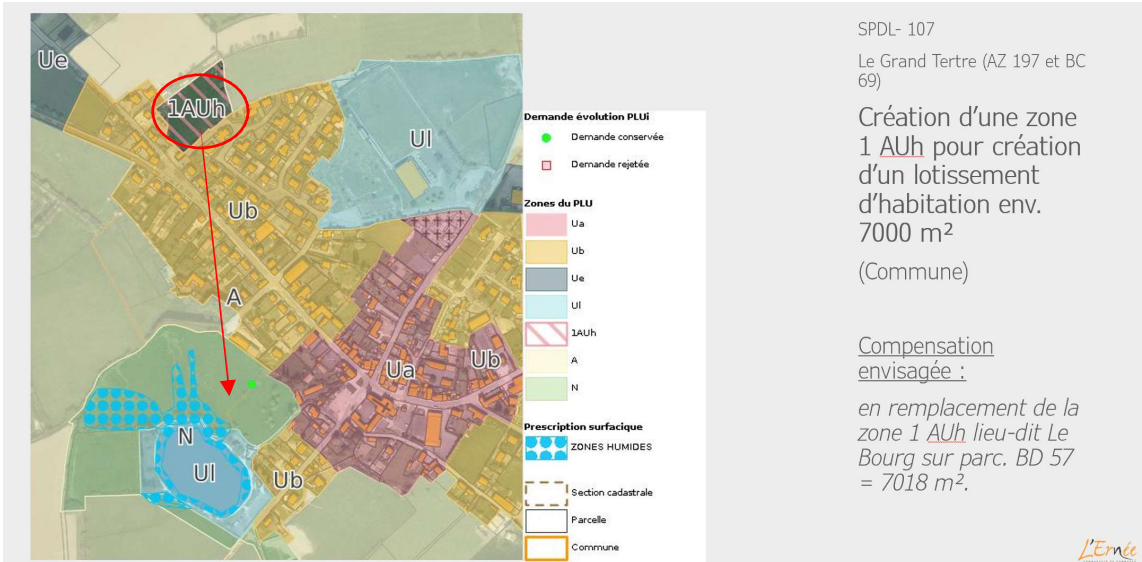 Ue
1AUh
Ul
Ub
A
Ua
Ub
N
Ul
Ub
Demande évolution PLUi
Demande conservée
Demande rejetée
Zones du PLU
Ua
Ub
Ue
Ul
1AUh
A
N
Prescription surfacique
ZONES HUMIDES
Section cadastrale
Parcelle
Commune
SPDL- 107
Le Grand Tertre (AZ 197 et BC
69)
Création d’une zone
1 AUh pour création
d’un lotissement
d’habitation env.
7000 m²
(Commune)
Compensation
envisagée :
en remplacement de la
zone 1 AUh lieu-dit Le
Bourg sur parc. BD 57
= 7018 m².
L'Ernée